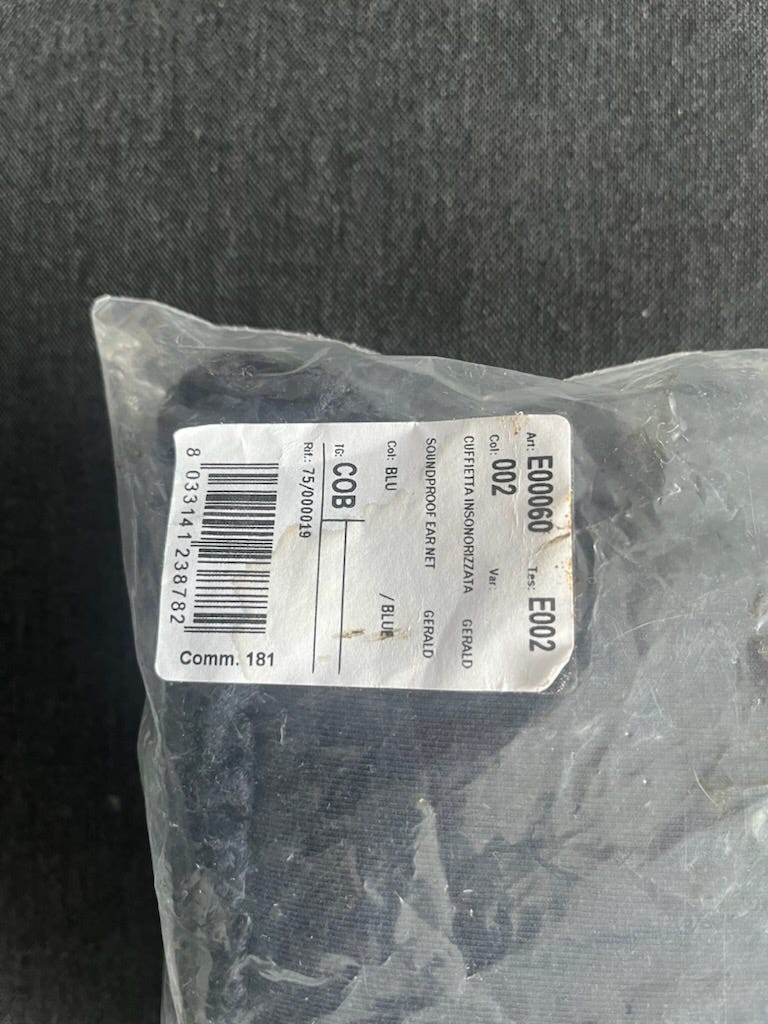 Art: E00060 Tes: E002
Col: 002 Var:
CUFFIETTA INSONORIZZATA GERALD
SOUNDPROOF EAR NET GERALD
Col: BLU / BLUE
TG: COB
Rif.: 75/000019
8 033141 238782
Comm. 181